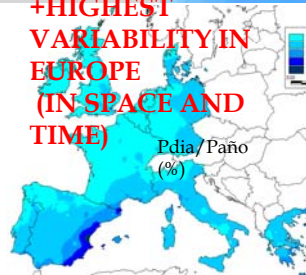 +HIGHEST
VARIABILITY IN
EUROPE
(IN SPACE AND
TIME)
Pdia/Paño
(%)